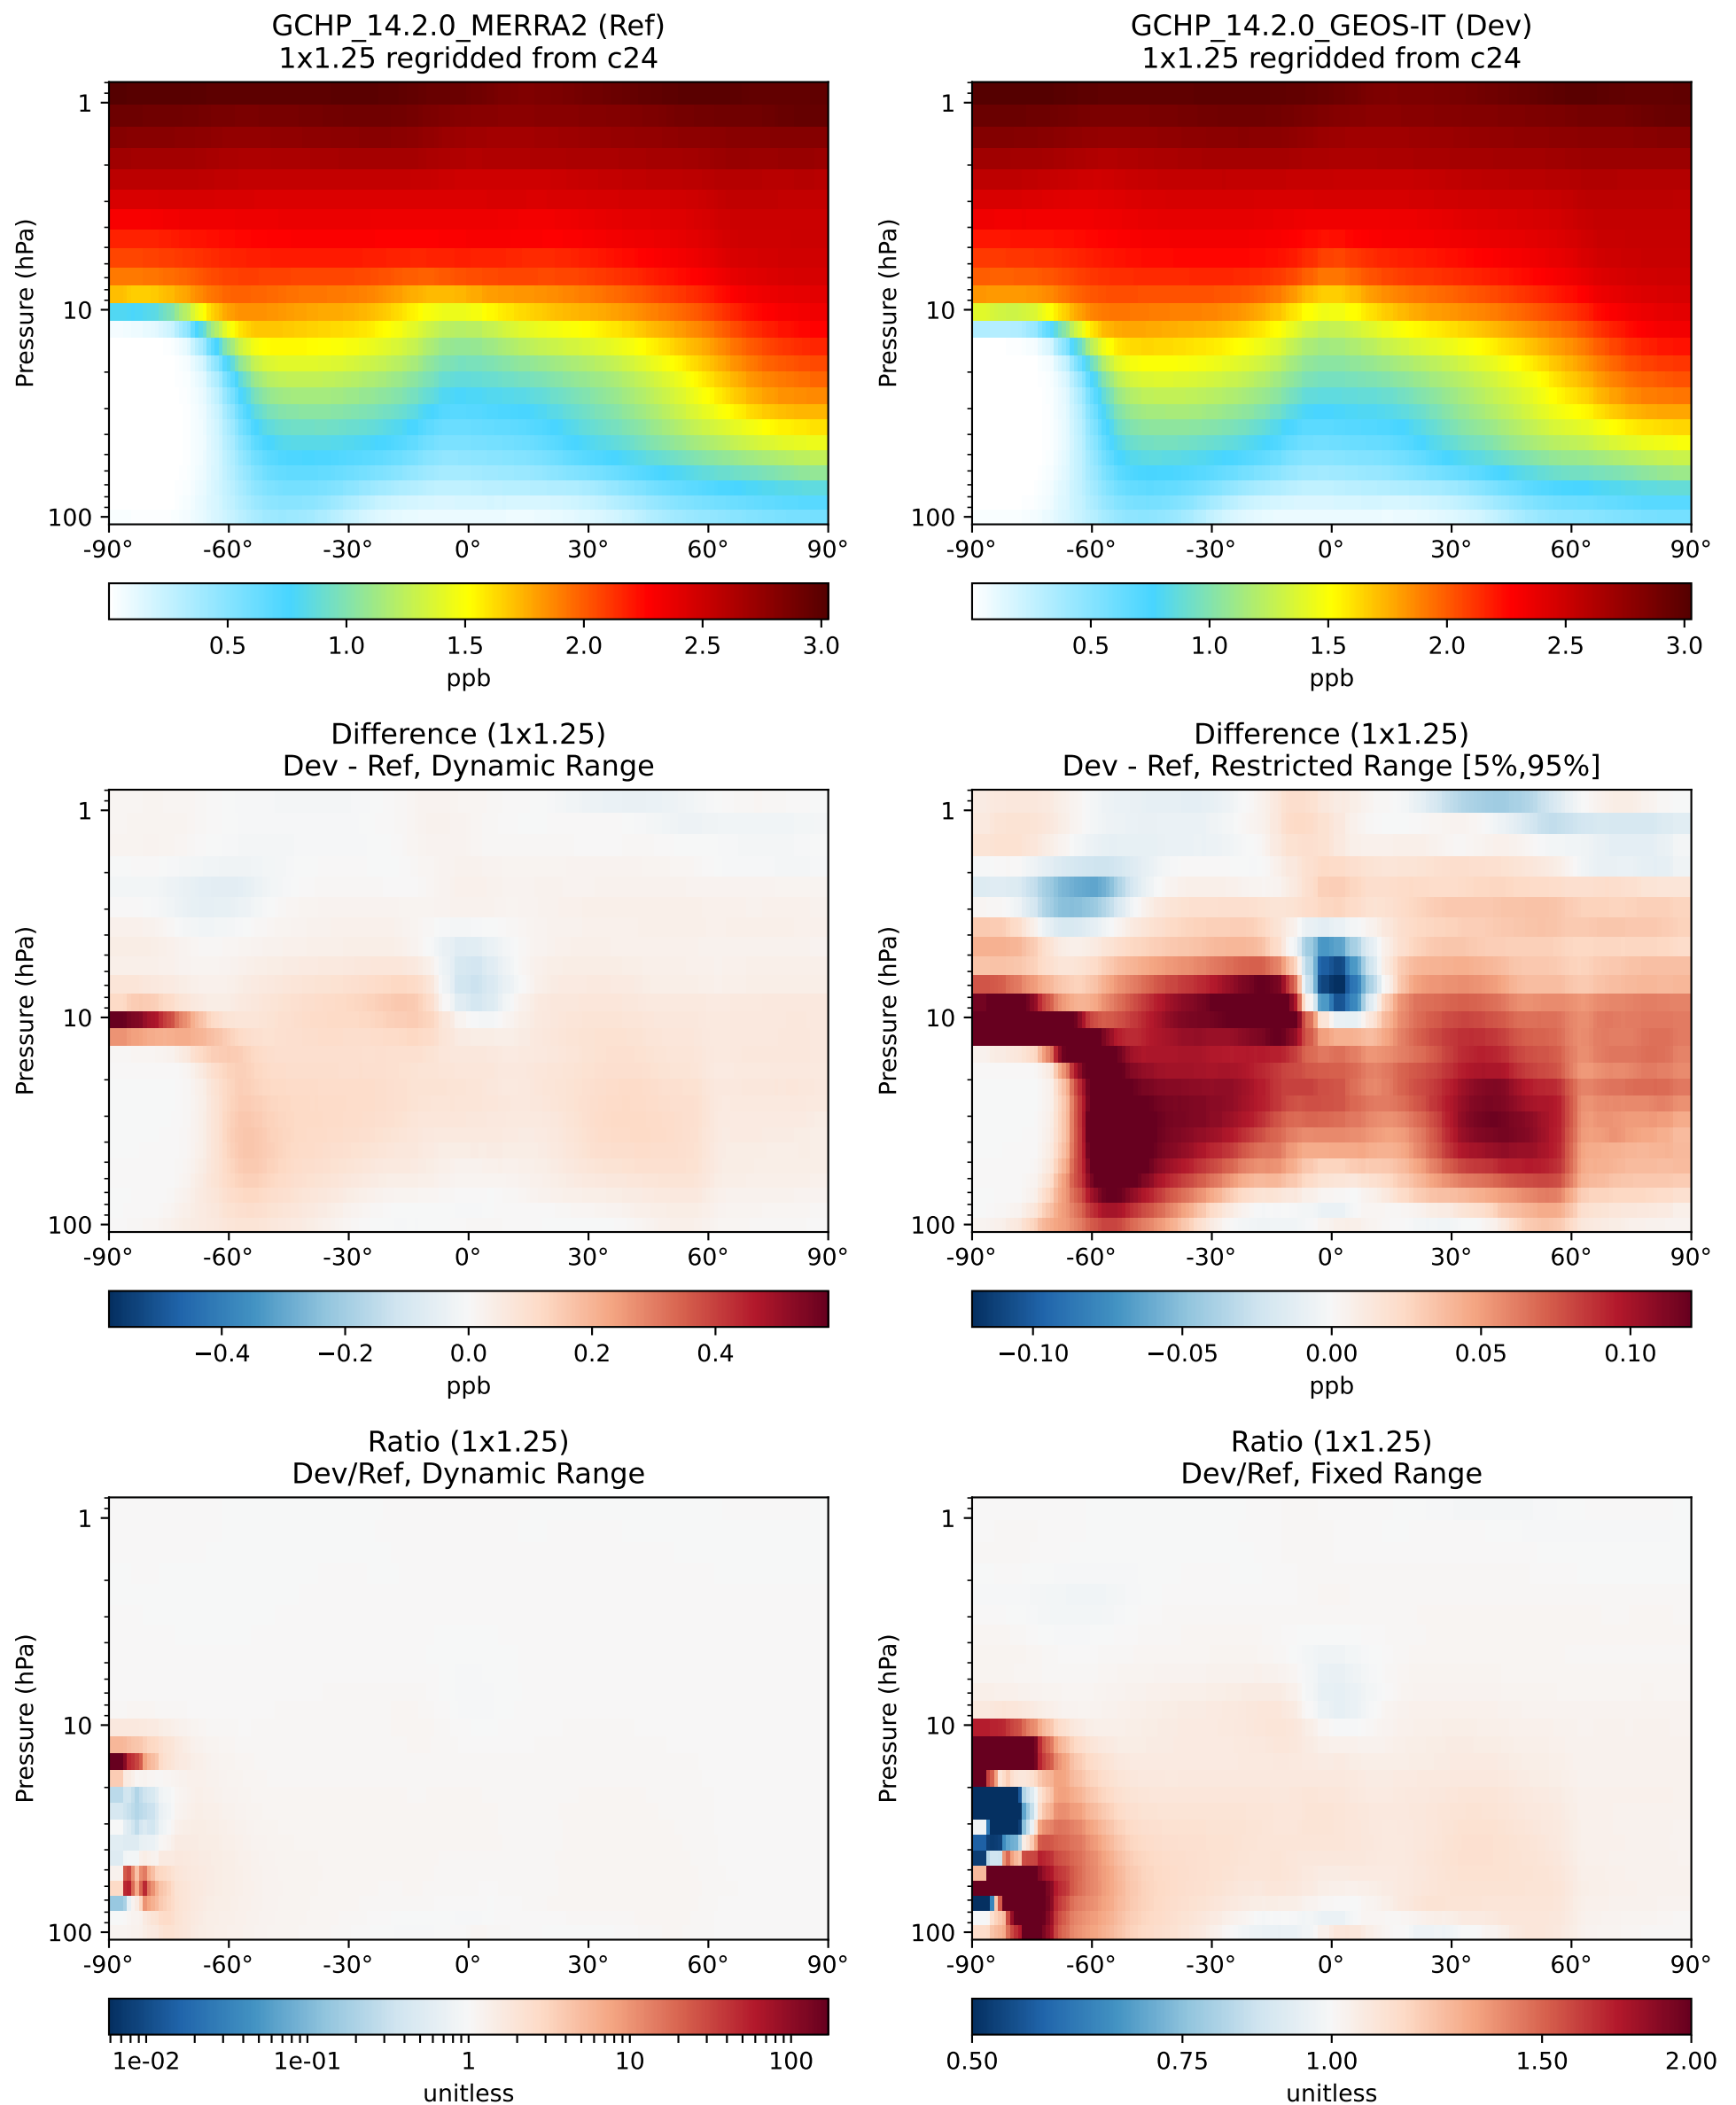 GCHP_14.2.0_MERRA2 (Ref)
1x1.25 regridded from c24
Pressure (hPa)
1
10
100
-90° -60° -30° 0° 30° 60° 90°
0.5 1.0 1.5 2.0 2.5 3.0
ppb
GCHP_14.2.0_GEOS-IT (Dev)
1x1.25 regridded from c24
Pressure (hPa)
1
10
100
-90° -60° -30° 0° 30° 60° 90°
0.5 1.0 1.5 2.0 2.5 3.0
ppb
Difference (1x1.25)
Dev - Ref, Dynamic Range
Pressure (hPa)
1
10
100
-90° -60° -30° 0° 30° 60° 90°
−0.4 −0.2 0.0 0.2 0.4
ppb
Difference (1x1.25)
Dev - Ref, Restricted Range [5%,95%]
Pressure (hPa)
1
10
100
-90° -60° -30° 0° 30° 60° 90°
−0.10 −0.05 0.00 0.05 0.10
ppb
Ratio (1x1.25)
Dev/Ref, Dynamic Range
Pressure (hPa)
1
10
100
-90° -60° -30° 0° 30° 60° 90°
1e-02 1e-01 1 10 100
unitless
Ratio (1x1.25)
Dev/Ref, Fixed Range
Pressure (hPa)
1
10
100
-90° -60° -30° 0° 30° 60° 90°
0.50 0.75 1.00 1.50 2.00
unitless